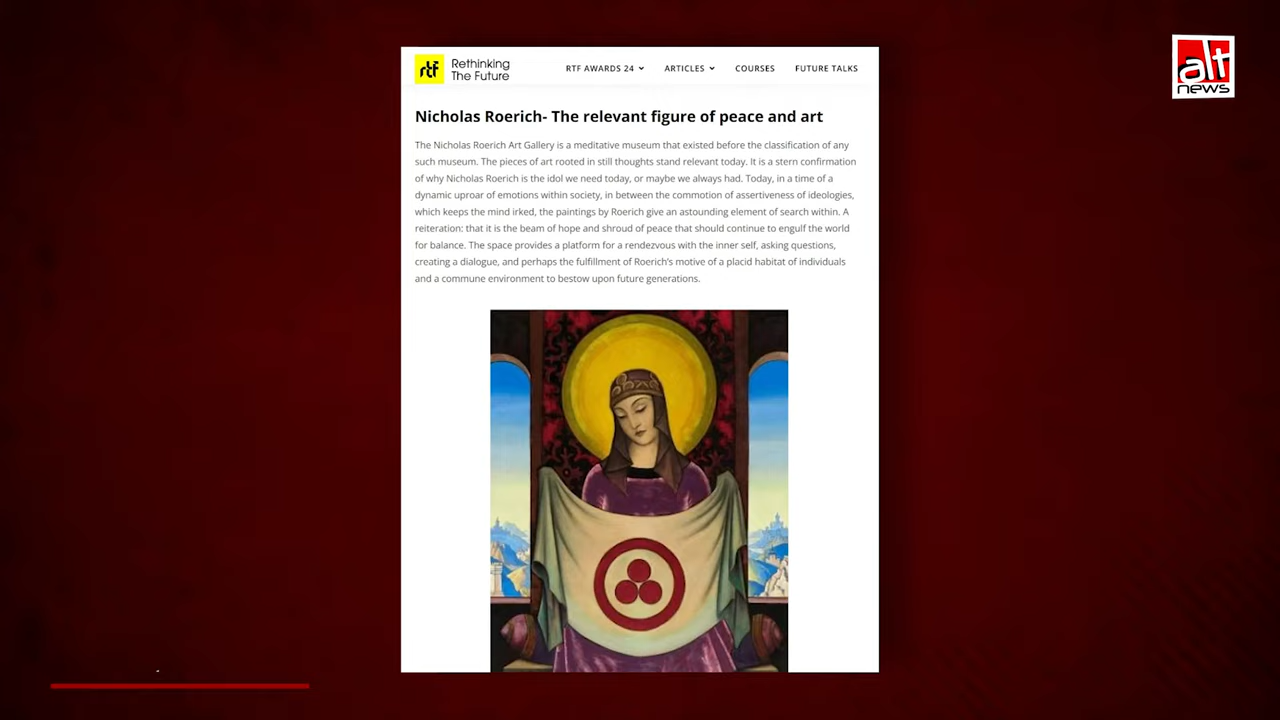 rtf Rethinking
The Future
RTF AWARDS 24 ARTICLES COURSES FUTURE TALKS
alt
news
Nicholas Roerich- The relevant figure of peace and art
The Nicholas Roerich Art Gallery is a meditative museum that existed before the classification of any
such museum. The pieces of art rooted in still thoughts stand relevant today. It is a stern confirmation
of why Nicholas Roerich is the idol we need today, or maybe we always had. Today, in a time of a
dynamic uproar of emotions within society, in between the commotion of assertiveness of ideologies,
which keeps the mind irked, the paintings by Roerich give an astounding element of search within. A
reiteration: that it is the beam of hope and shroud of peace that should continue to engulf the world
for balance. The space provides a platform for a rendezvous with the inner self, asking questions,
creating a dialogue, and perhaps the fulfillment of Roerich's motive of a placid habitat of individuals
and a commune environment to bestow upon future generations.